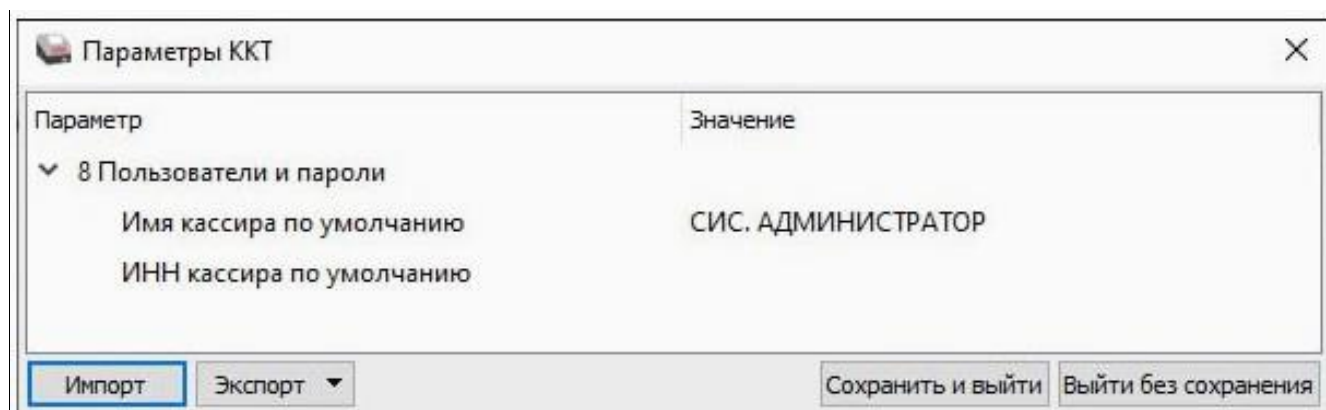 Параметры ККТ
Параметр Значение
8 Пользователи и пароли
Имя кассира по умолчанию СИС. АДМИНИСТРАТОР
ИНН кассира по умолчанию
Импорт Экспорт Сохранить и выйти Выйти без сохранения